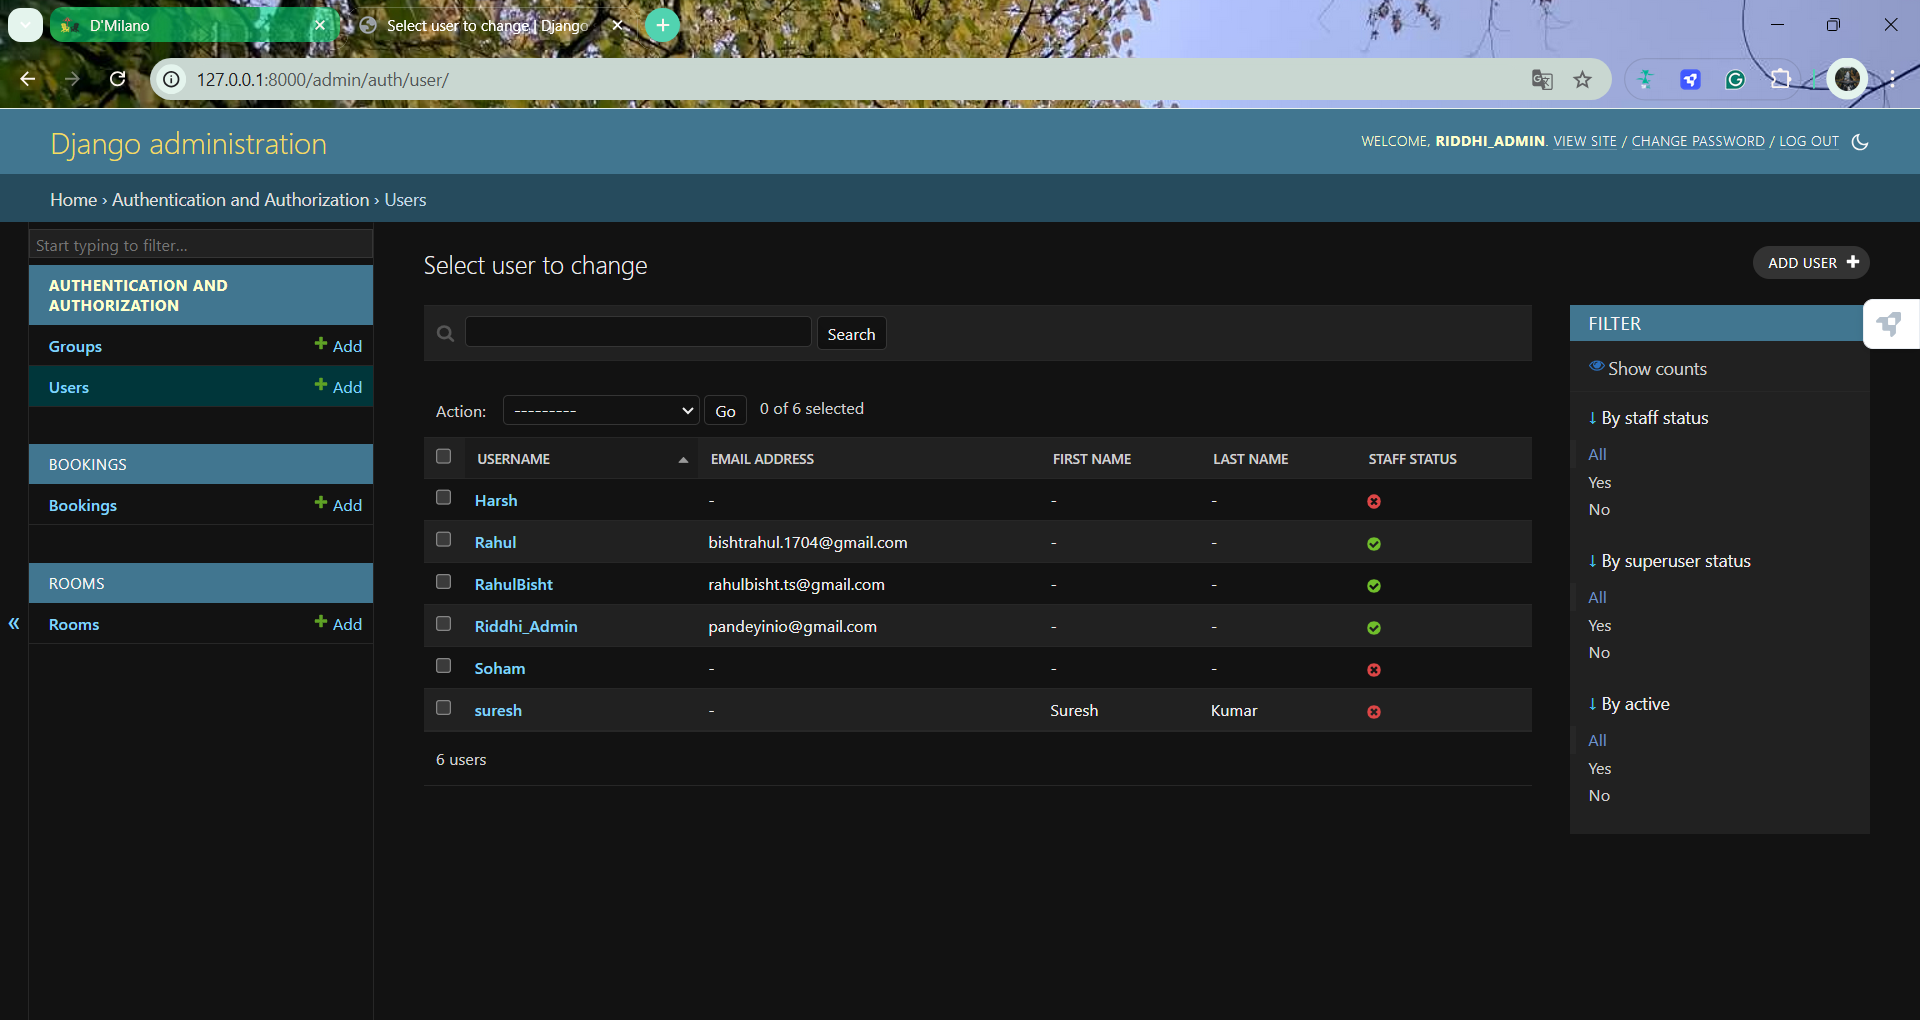 D'Milano
Select user to change | Django
127.0.0.1:8000/admin/auth/user/
Django administration
WELCOME, RIDDHI_ADMIN. VIEW SITE / CHANGE PASSWORD / LOG OUT
Home › Authentication and Authorization › Users
Start typing to filter...
AUTHENTICATION AND
AUTHORIZATION
Groups + Add
Users + Add
BOOKINGS
Bookings + Add
ROOMS
Rooms + Add
«
Select user to change
ADD USER +
Search
Action: --------- Go 0 of 6 selected
USERNAME EMAIL ADDRESS FIRST NAME LAST NAME STAFF STATUS
Harsh - - -
Rahul bishtrahul.1704@gmail.com - -
RahulBisht rahulbisht.ts@gmail.com - -
Riddhi_Admin pandeyinio@gmail.com - -
Soham - - -
suresh - Suresh Kumar
6 users
FILTER
Show counts
↓ By staff status
All
Yes
No
↓ By superuser status
All
Yes
No
↓ By active
All
Yes
No